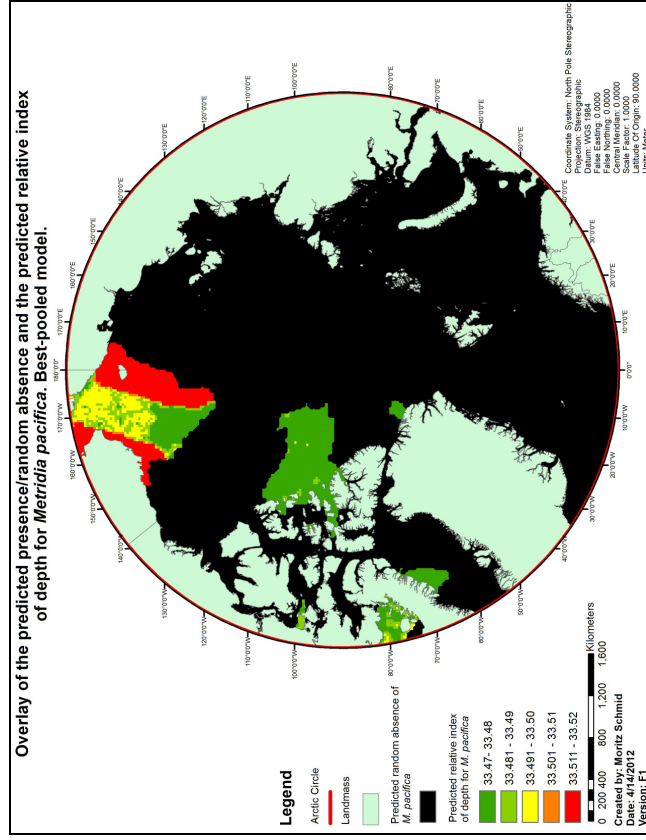 Overlay of the predicted presence/random absence and the predicted relative index
of depth for Metridia pacifica. Best-pooled model.
180°0'0"
170°0'0"E
160°0'0"E
150°0'0"E
140°0'0"E
130°0'0"E
120°0'0"E
110°0'0"E
100°0'0"E
90°0'0"E
80°0'0"E
70°0'0"E
60°0'0"E
50°0'0"E
40°0'0"E
30°0'0"E
20°0'0"E
10°0'0"E
0°0'0"
10°0'0"W
20°0'0"W
30°0'0"W
40°0'0"W
50°0'0"W
60°0'0"W
70°0'0"W
80°0'0"W
90°0'0"W
100°0'0"W
110°0'0"W
120°0'0"W
130°0'0"W
140°0'0"W
150°0'0"W
160°0'0"W
170°0'0"W
Legend
Arctic Circle
Landmass
Predicted random absence of
M. pacifica
Predicted relative index
of depth for M. pacifica
33.47- 33.48
33.481 - 33.49
33.491 - 33.50
33.501 - 33.51
33.511 - 33.52
Kilometers
0 200 400 800 1,200 1,600
Created by: Moritz Schmid
Date: 4/14/2012
Version: F1
Coordinate System: North Pole Stereographic
Projection: Stereographic
Datum: WGS 1984
False Easting: 0.0000
False Northing: 0.0000
Central Meridian: 0.0000
Scale Factor: 1.0000
Latitude Of Origin: 90.0000
Units: Meter